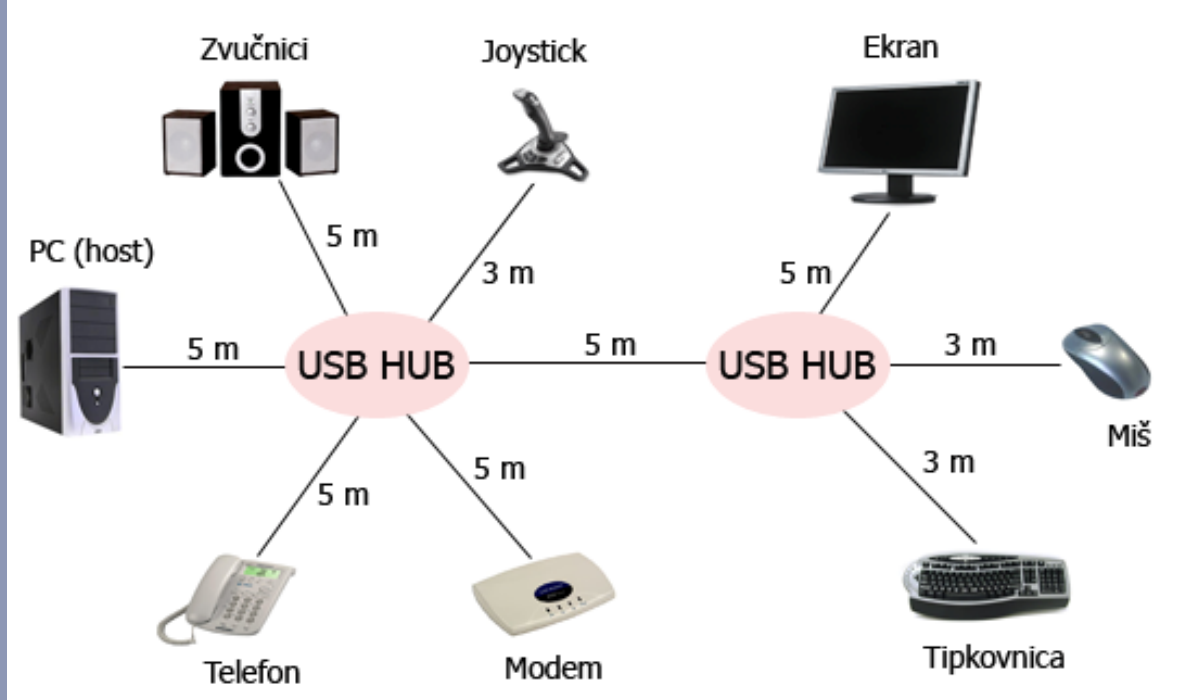 Zvučnici
Joystick
Ekran
PC (host)
5 m
3 m
5 m
5 m
USB HUB
5 m
USB HUB
3 m
Miš
5 m
5 m
3 m
Telefon
Modem
Tipkovnica